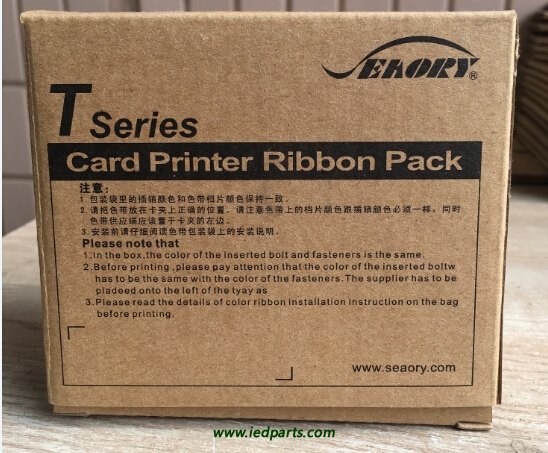 SEAORY®
T Series
Card Printer Ribbon Pack
注意：
1.包装袋里的插销颜色和色带档片颜色保持一致。
2.请把色带放在卡夹上正确的位置。请注意色带上的档片颜色跟插销颜色必须一样，同时
色带供应端应该置于卡夹的左边。
3.安装前请仔细阅读色带包装袋上的安装说明。
Please note that
1.In the box,the color of the inserted bolt and fasteners is the same.
2.Before printing ,please pay attention that the color of the inserted boltw
has to be the same with the color of the fasteners.The supplier has to be
pladeed onto the left of the tyay as
3.Please read the details of color ribbon installation instruction on the bag
before printing.
www.seaory.com
www.iedparts.com